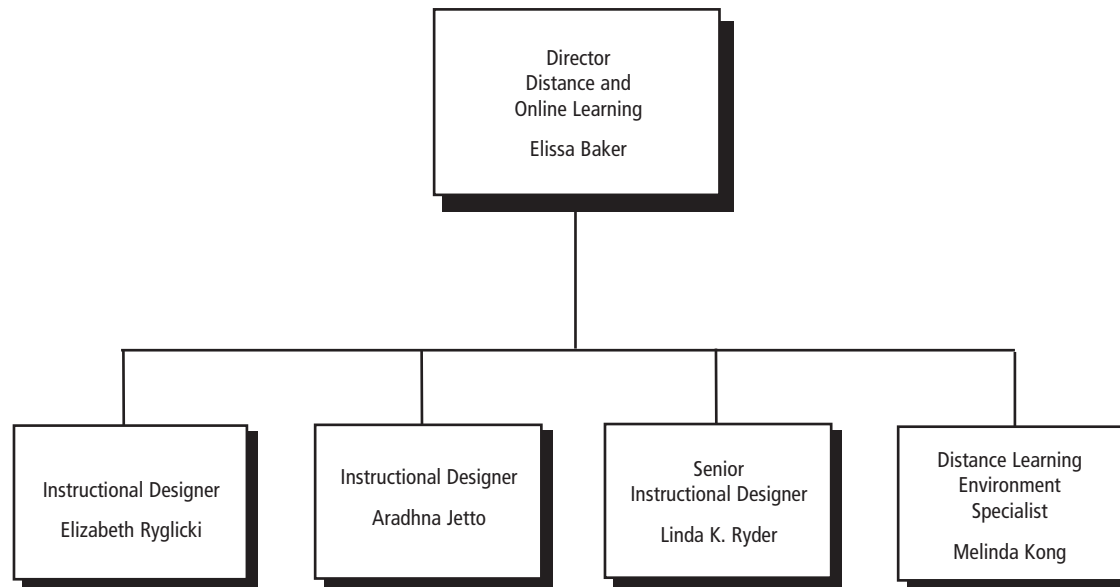 Director
Distance and
Online Learning
Elissa Baker
Instructional Designer
Elizabeth Ryglicki
Instructional Designer
Aradhna Jetto
Senior
Instructional Designer
Linda K. Ryder
Distance Learning
Environment
Specialist
Melinda Kong